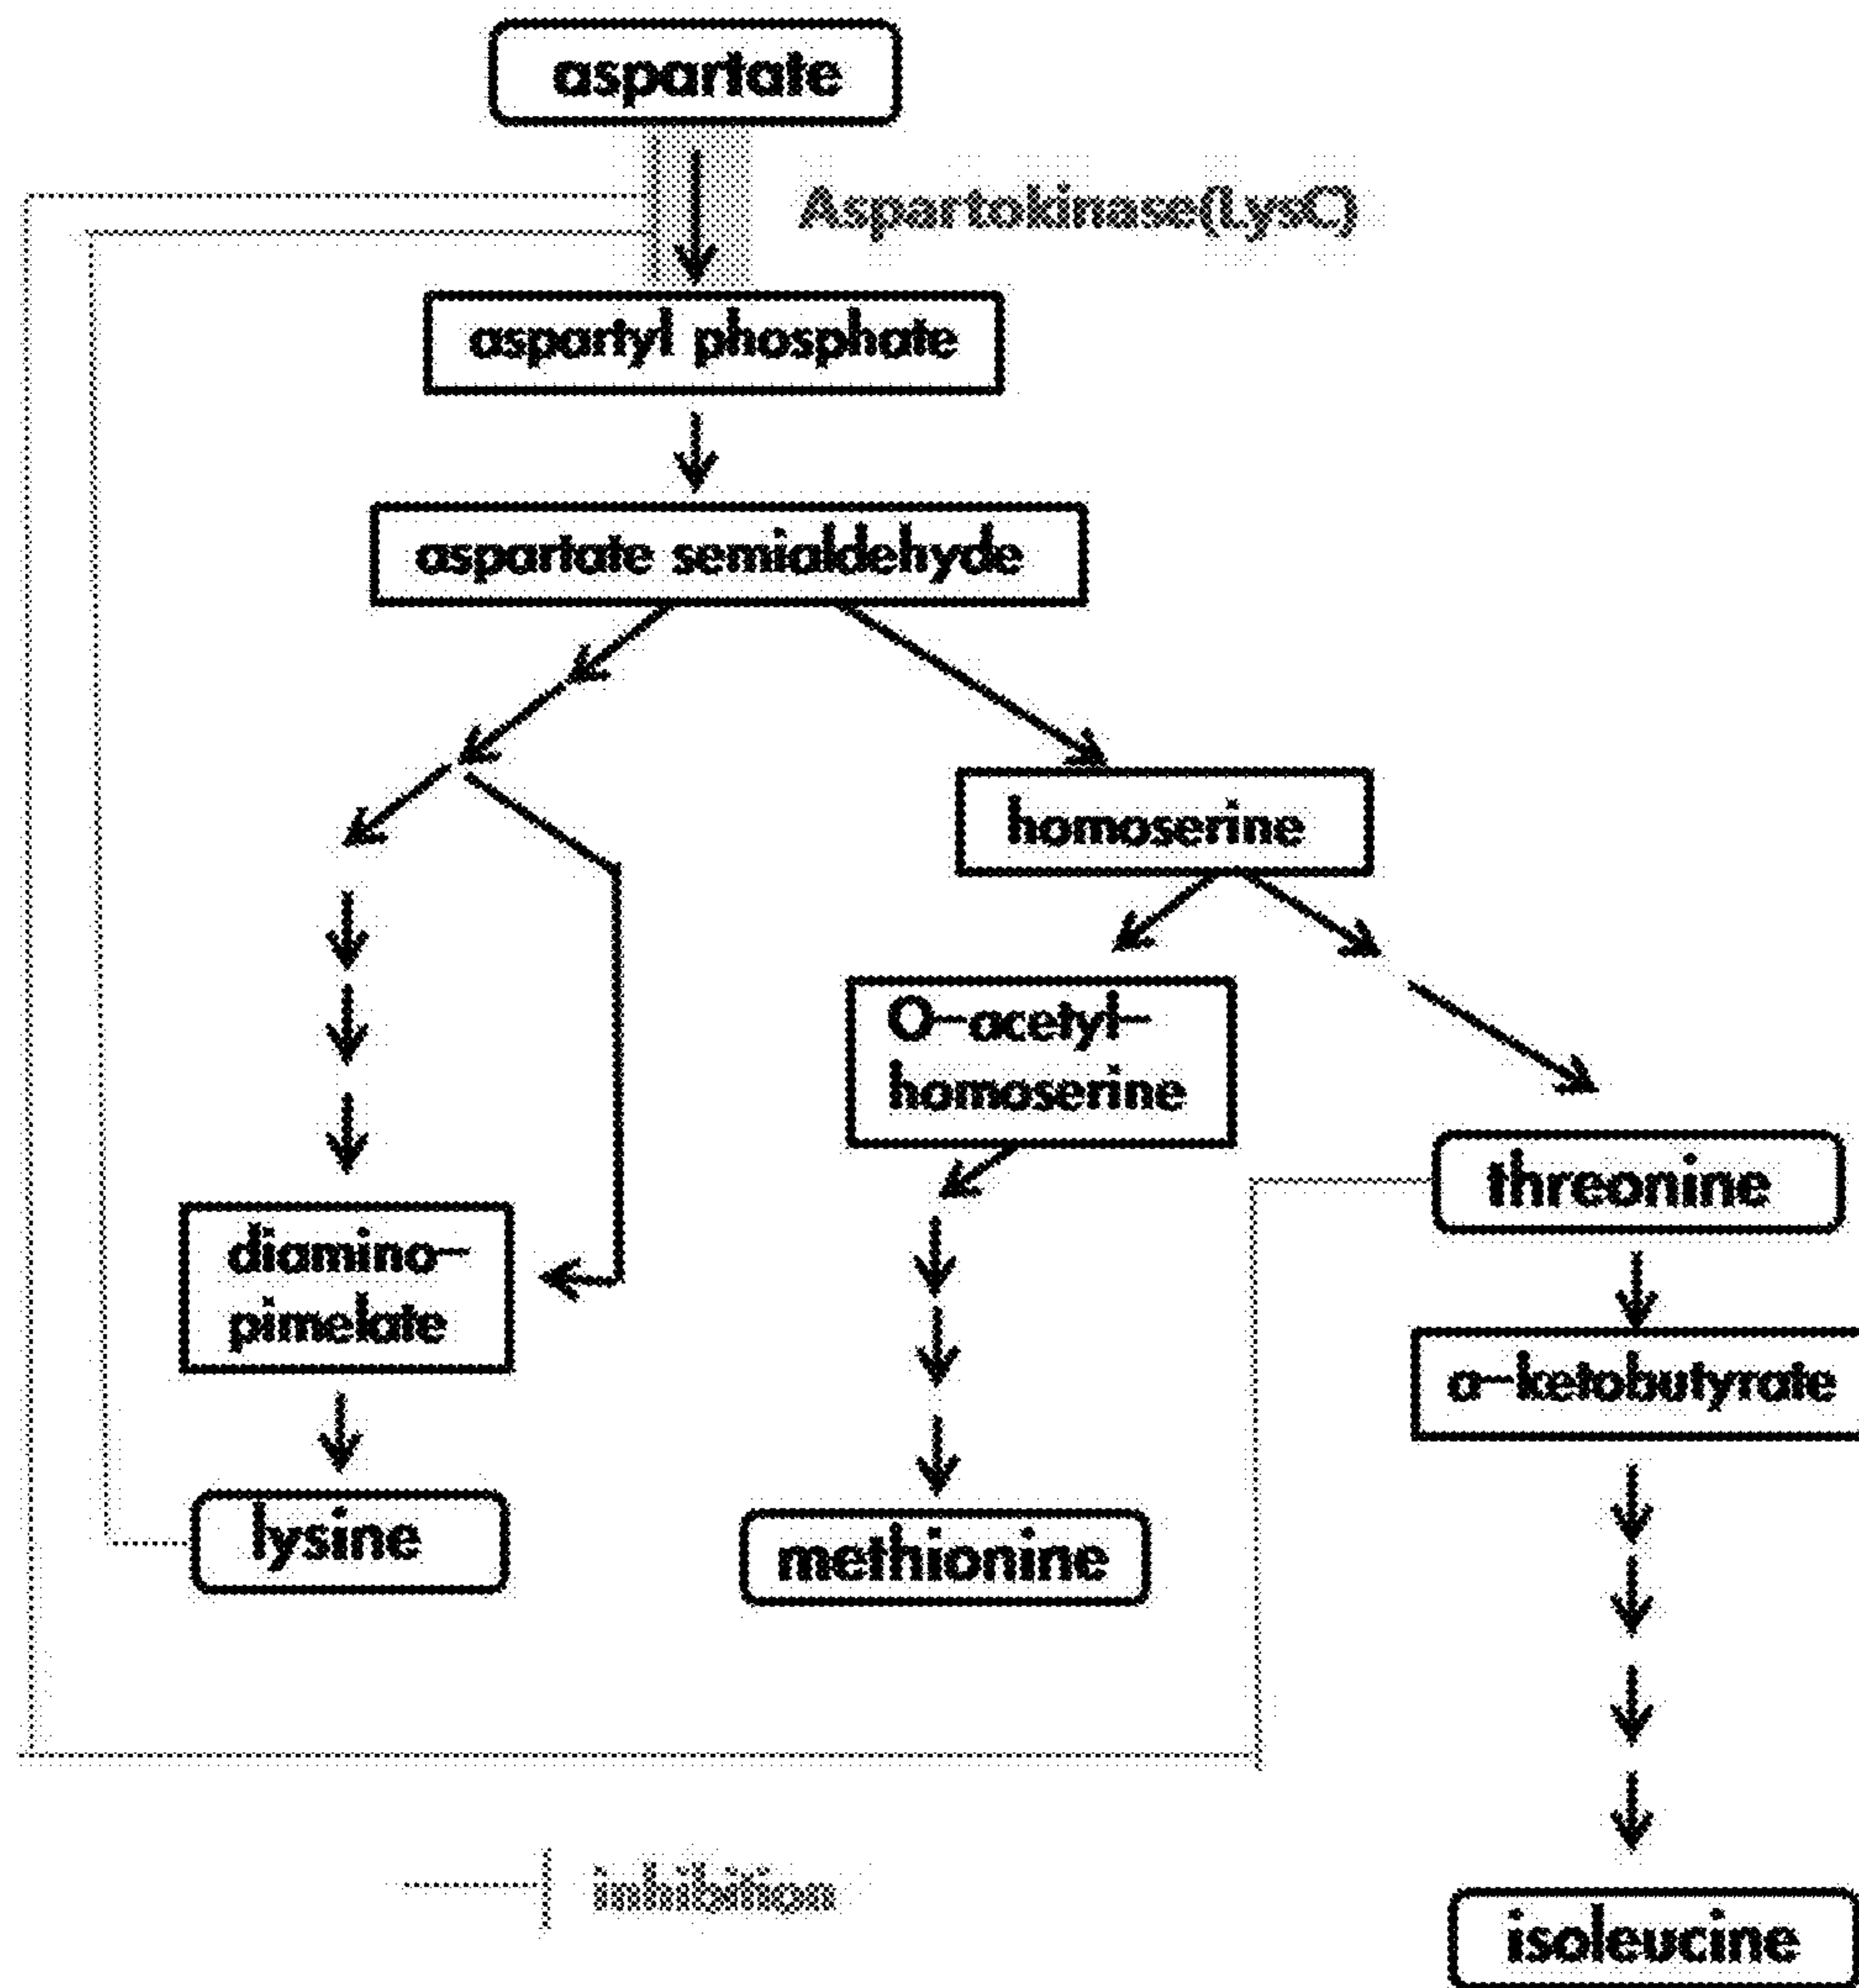 aspartate
Aspartokinase(LysC)
aspartyl phosphate
aspartate semialdehyde
homoserine
O-acetyl-
homoserine
threonine
diamino-
pimelate
α-ketobutyrate
lysine
methionine
inhibition
isoleucine